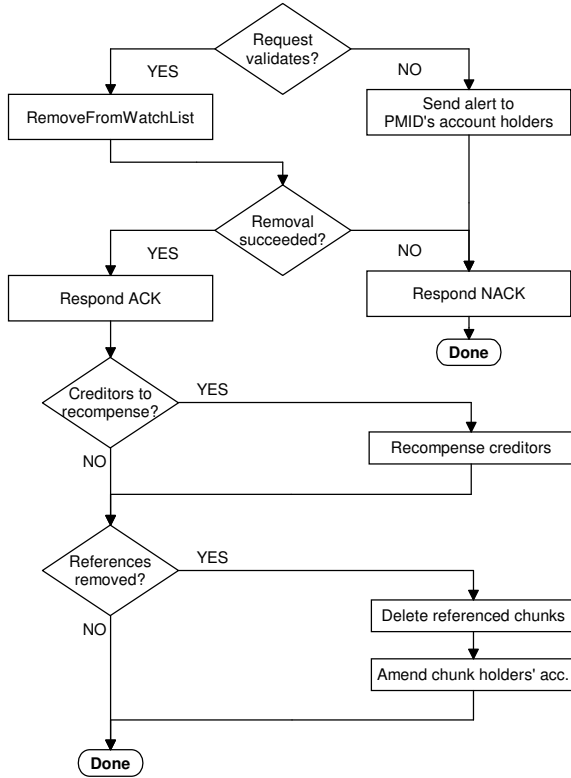 Request
validates?
YES
NO
RemoveFromWatchList
Send alert to
PMID's account holders
Removal
succeeded?
YES
NO
Respond ACK
Respond NACK
Done
Creditors to
recompense?
YES
Recompense creditors
NO
References
removed?
YES
Delete referenced chunks
NO
Amend chunk holders' acc.
Done